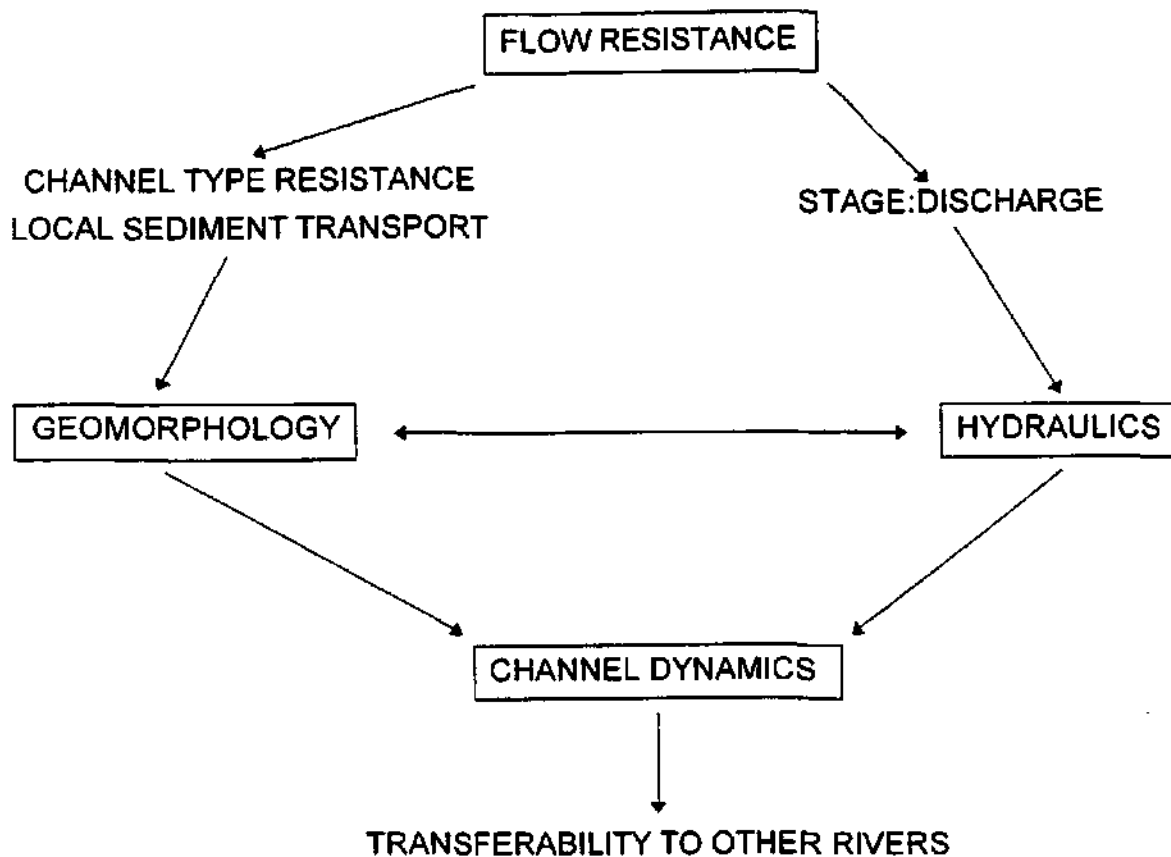 FLOW RESISTANCE
CHANNEL TYPE RESISTANCE
LOCAL SEDIMENT TRANSPORT
STAGE:DISCHARGE
GEOMORPHOLOGY
HYDRAULICS
CHANNEL DYNAMICS
TRANSFERABILITY TO OTHER RIVERS